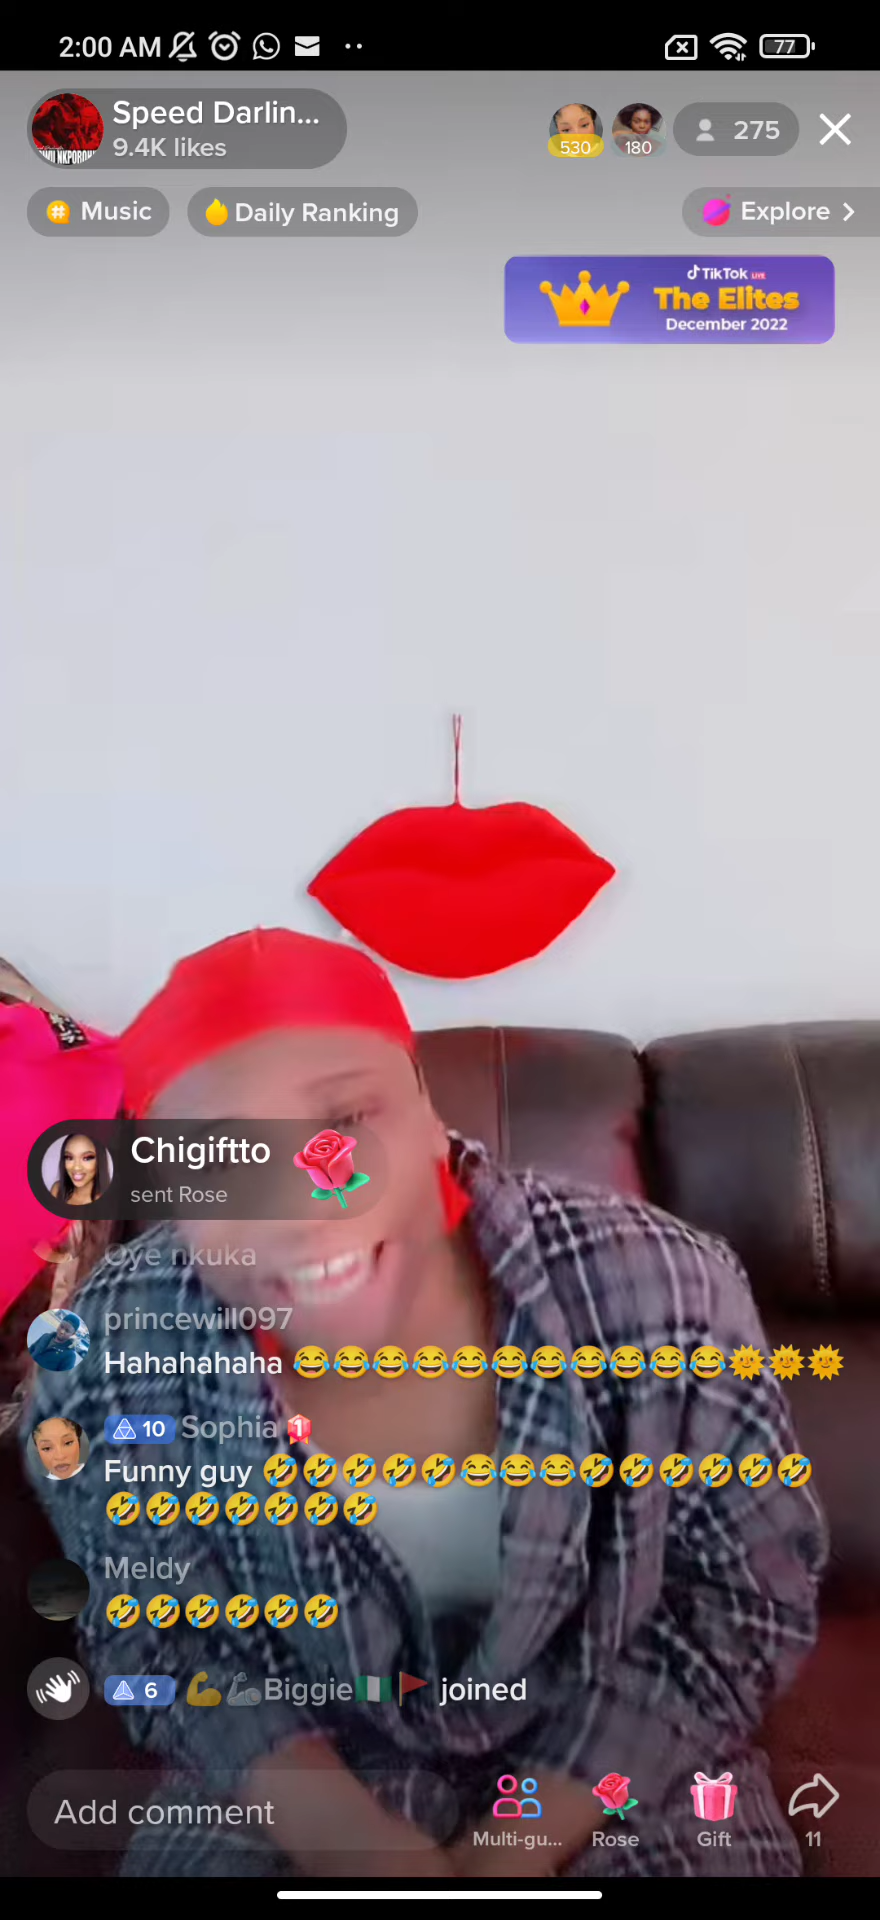 2:00 AM
77
Speed Darlin...
9.4K likes
530
180
275
Music
Daily Ranking
Explore
TikTok LIVE
The Elites
December 2022
Chigiftto
sent Rose
Oye nkuka
princewill097
Hahahahaha 😂😂😂😂😂😂😂😂😂😂😂🌞🌞🌞
10 Sophia 1
Funny guy 🤣🤣🤣🤣🤣😂😂😂🤣🤣🤣🤣🤣🤣
🤣🤣🤣🤣🤣🤣🤣
Meldy
🤣🤣🤣🤣🤣🤣
6 💪🦾Biggie🇳🇬🚩 joined
Add comment
Multi-gu...
Rose
Gift
11